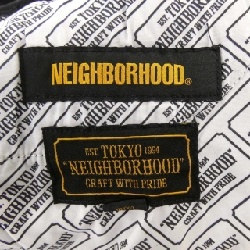 NEIGHBORHOOD®
EST TOKYO 1994
"NEIGHBORHOOD"
CRAFT WITH PRIDE